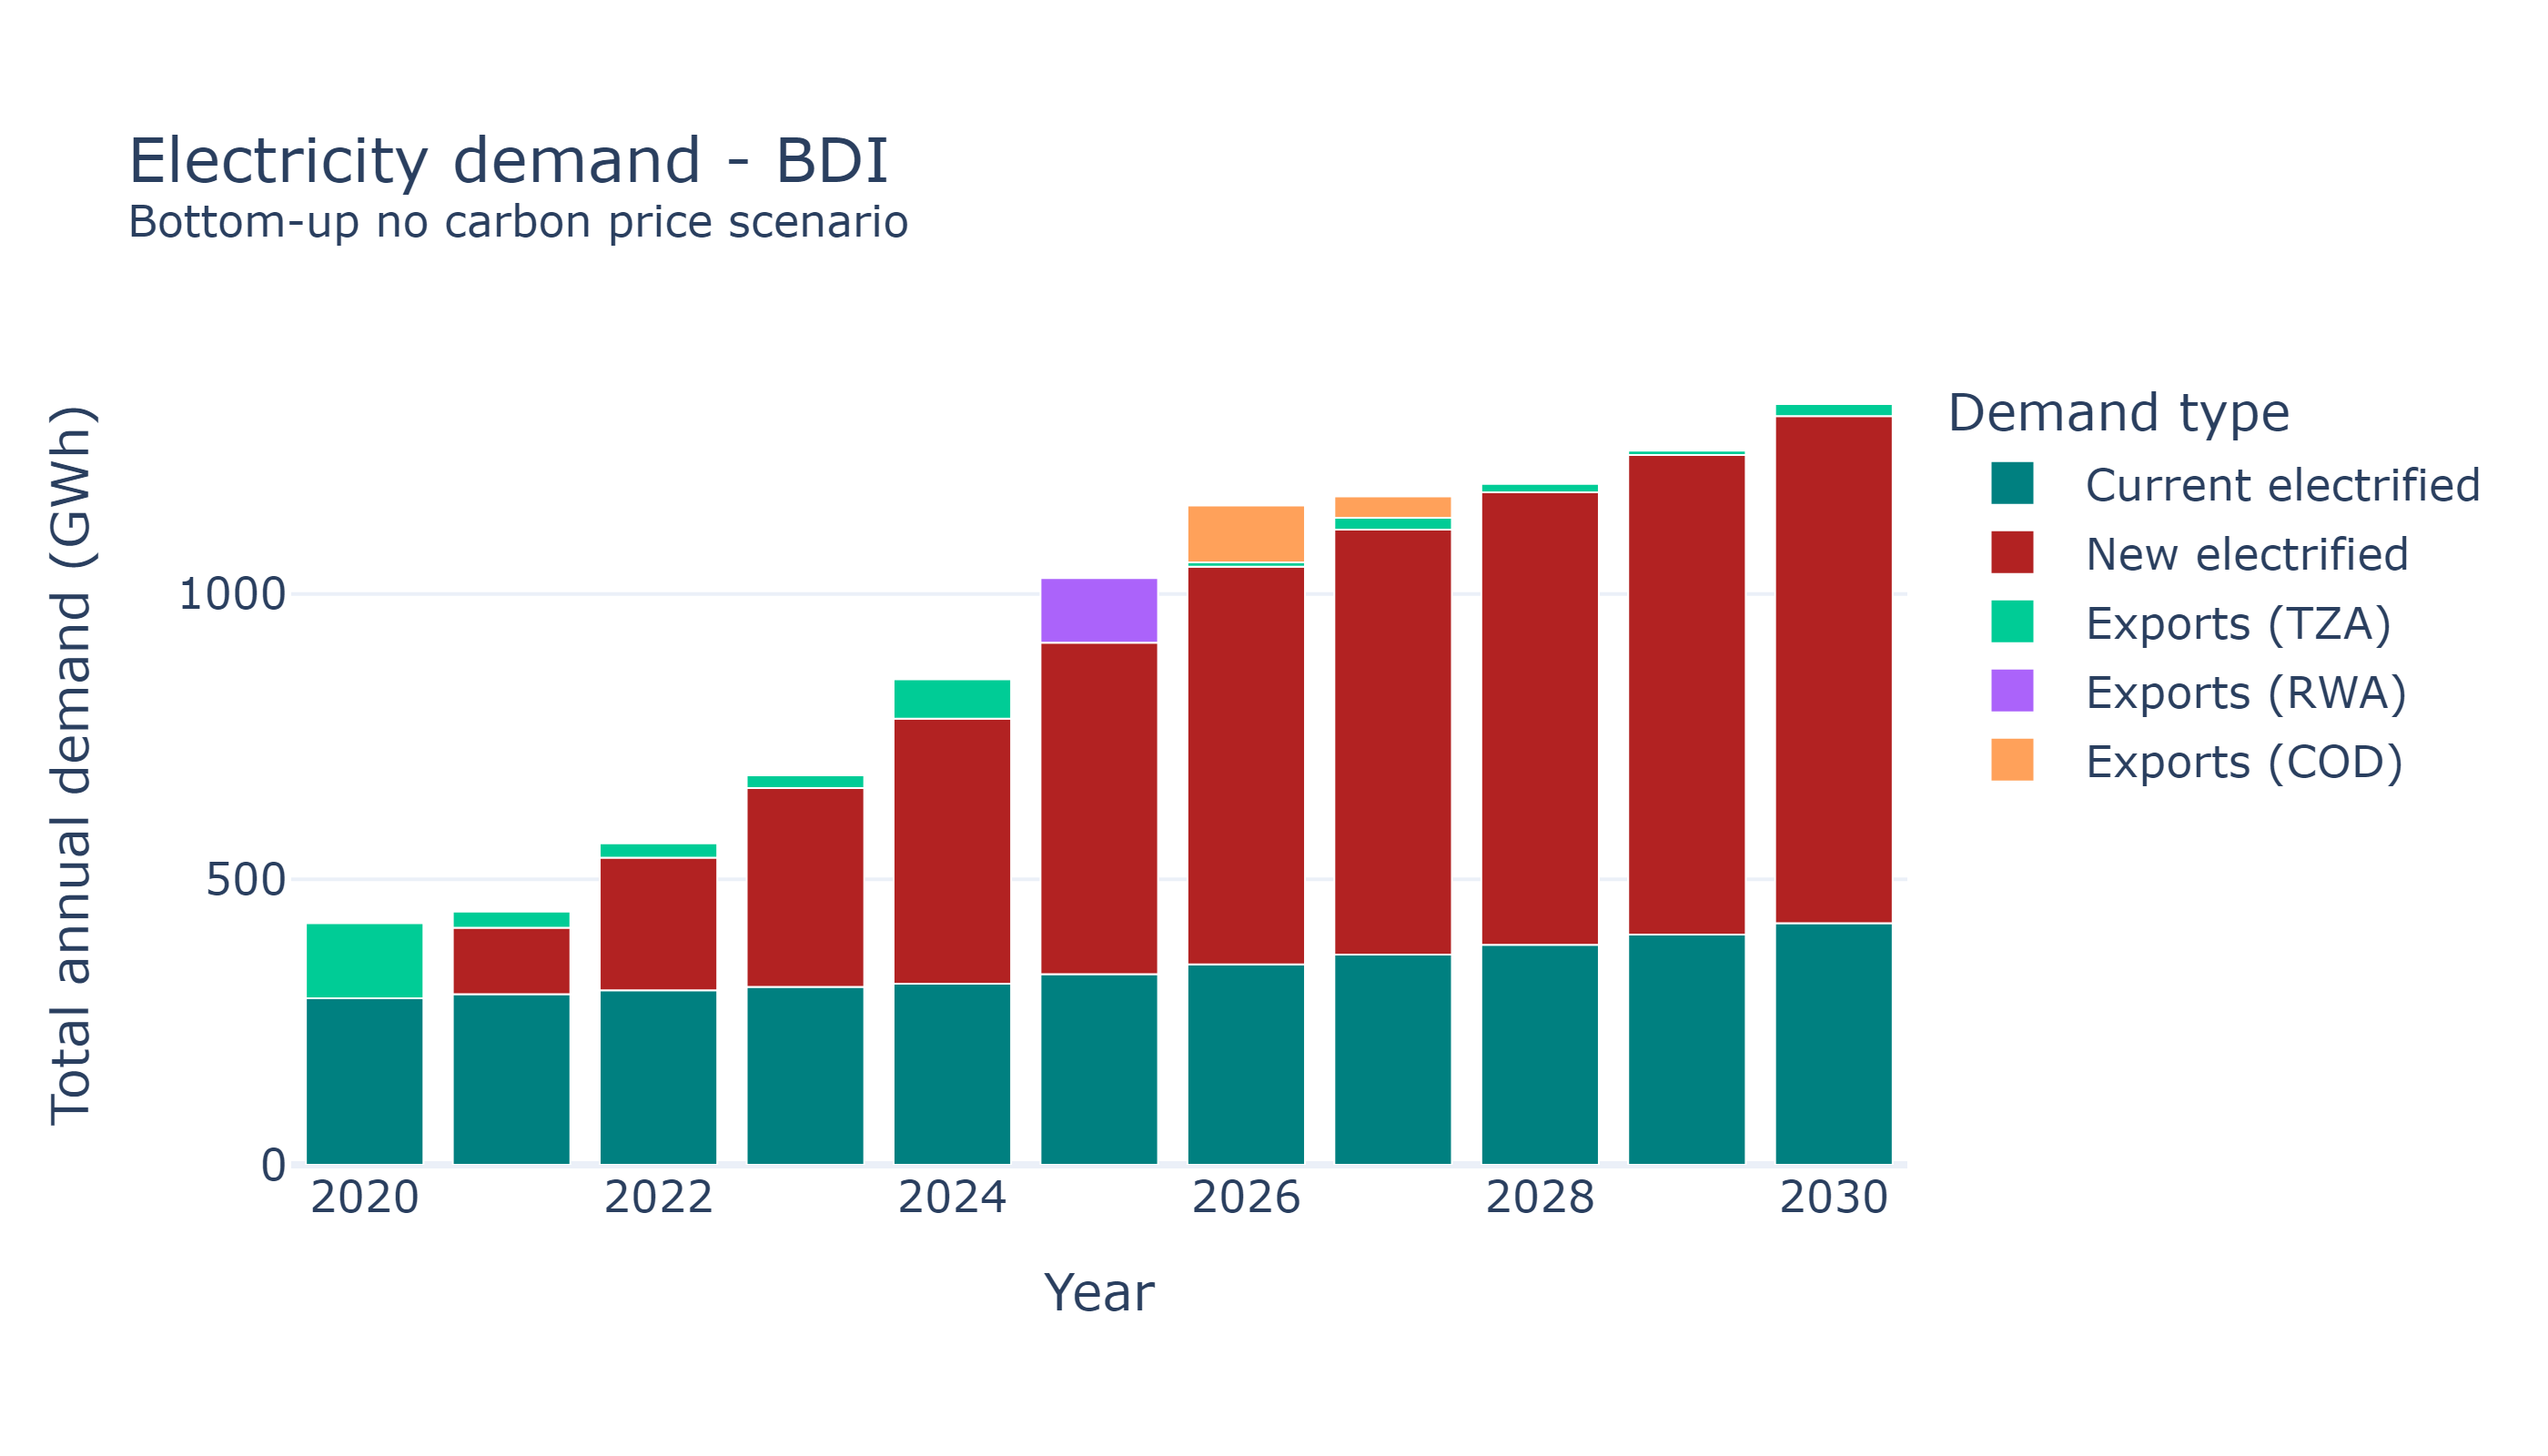 Electricity demand - BDI
Bottom-up no carbon price scenario
Total annual demand (GWh)
1000
500
0
2020
2022
2024
2026
2028
2030
Year
Demand type
Current electrified
New electrified
Exports (TZA)
Exports (RWA)
Exports (COD)